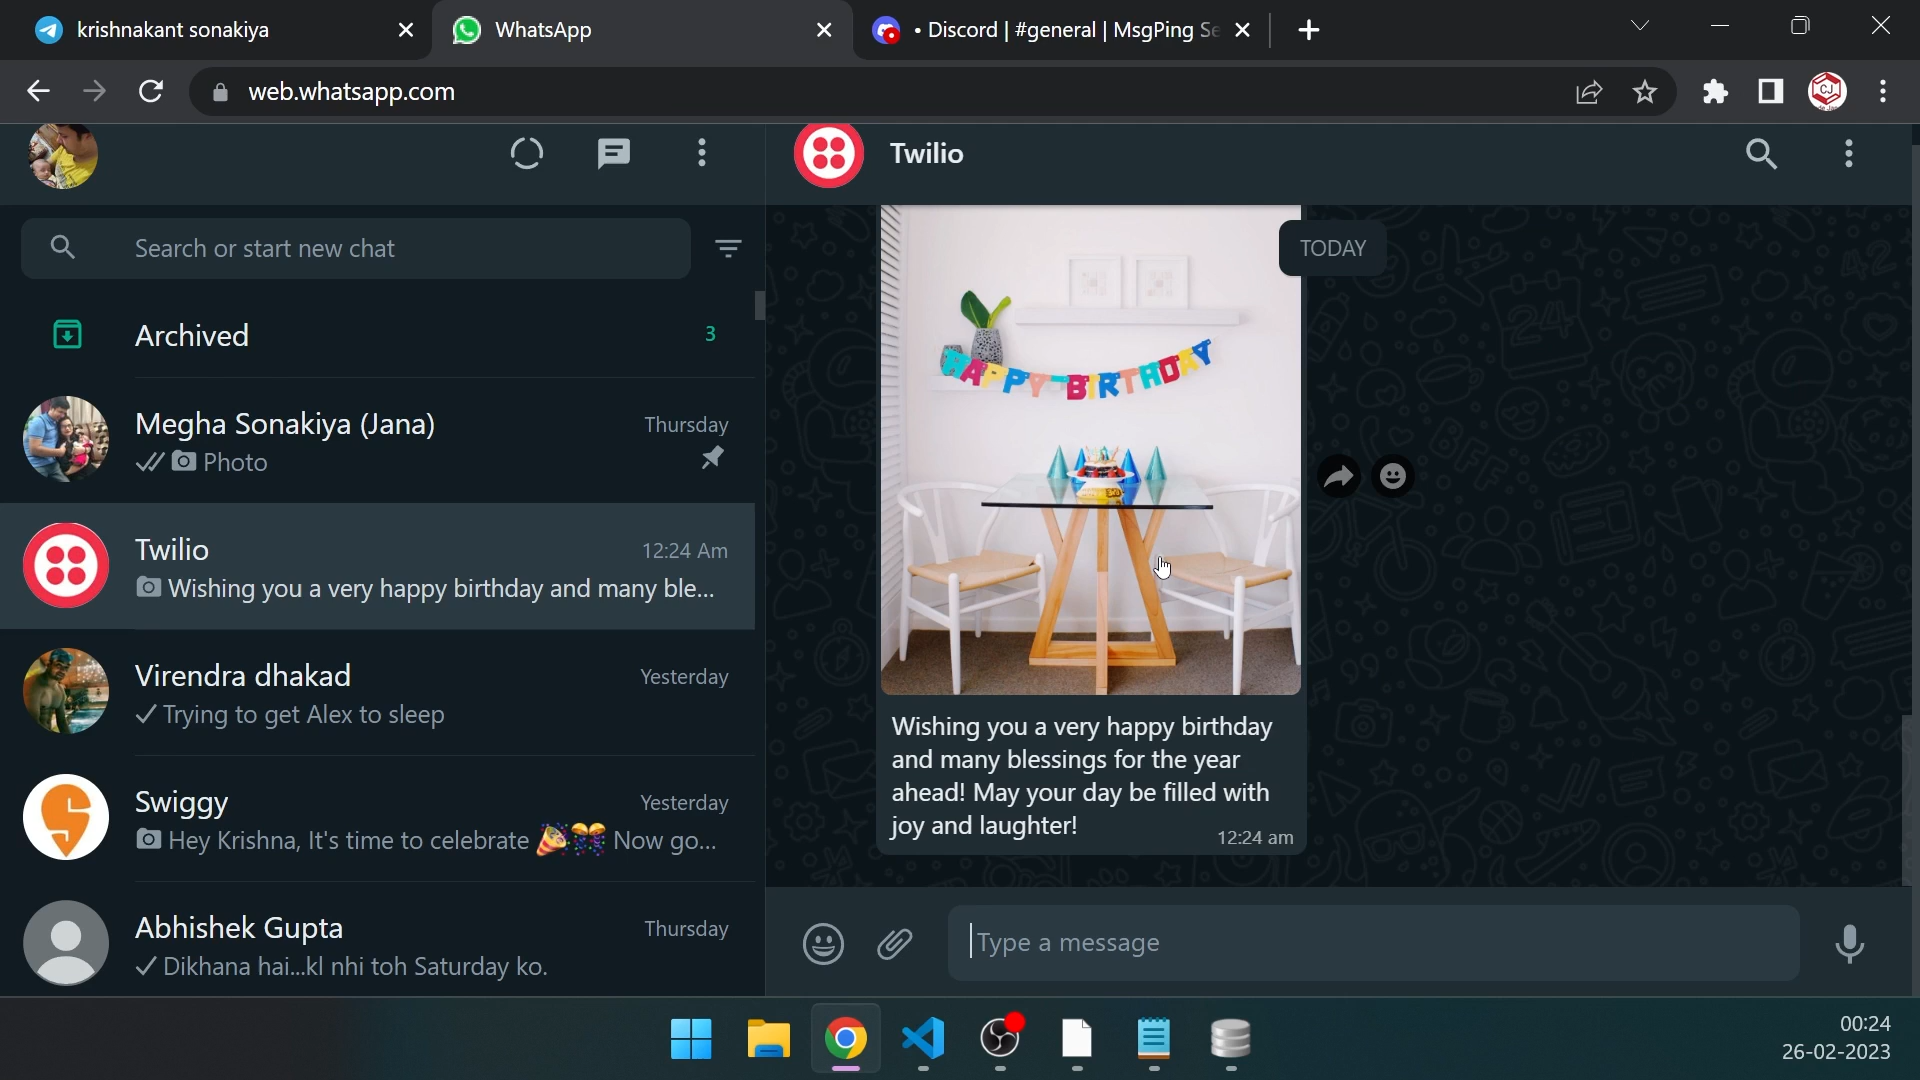 krishnakant sonakiya
WhatsApp
• Discord | #general | MsgPing Se
web.whatsapp.com
CJ
Twilio
Search or start new chat
TODAY
Archived
3
HAPPY BIRTHDAY
Megha Sonakiya (Jana)
Thursday
Photo
Twilio
12:24 Am
Wishing you a very happy birthday and many ble...
Virendra dhakad
Yesterday
Trying to get Alex to sleep
Swiggy
Yesterday
Hey Krishna, It's time to celebrate 🎉🎊 Now go...
Abhishek Gupta
Thursday
Dikhana hai...kl nhi toh Saturday ko.
Wishing you a very happy birthday
and many blessings for the year
ahead! May your day be filled with
joy and laughter!
12:24 am
Type a message
00:24
26-02-2023